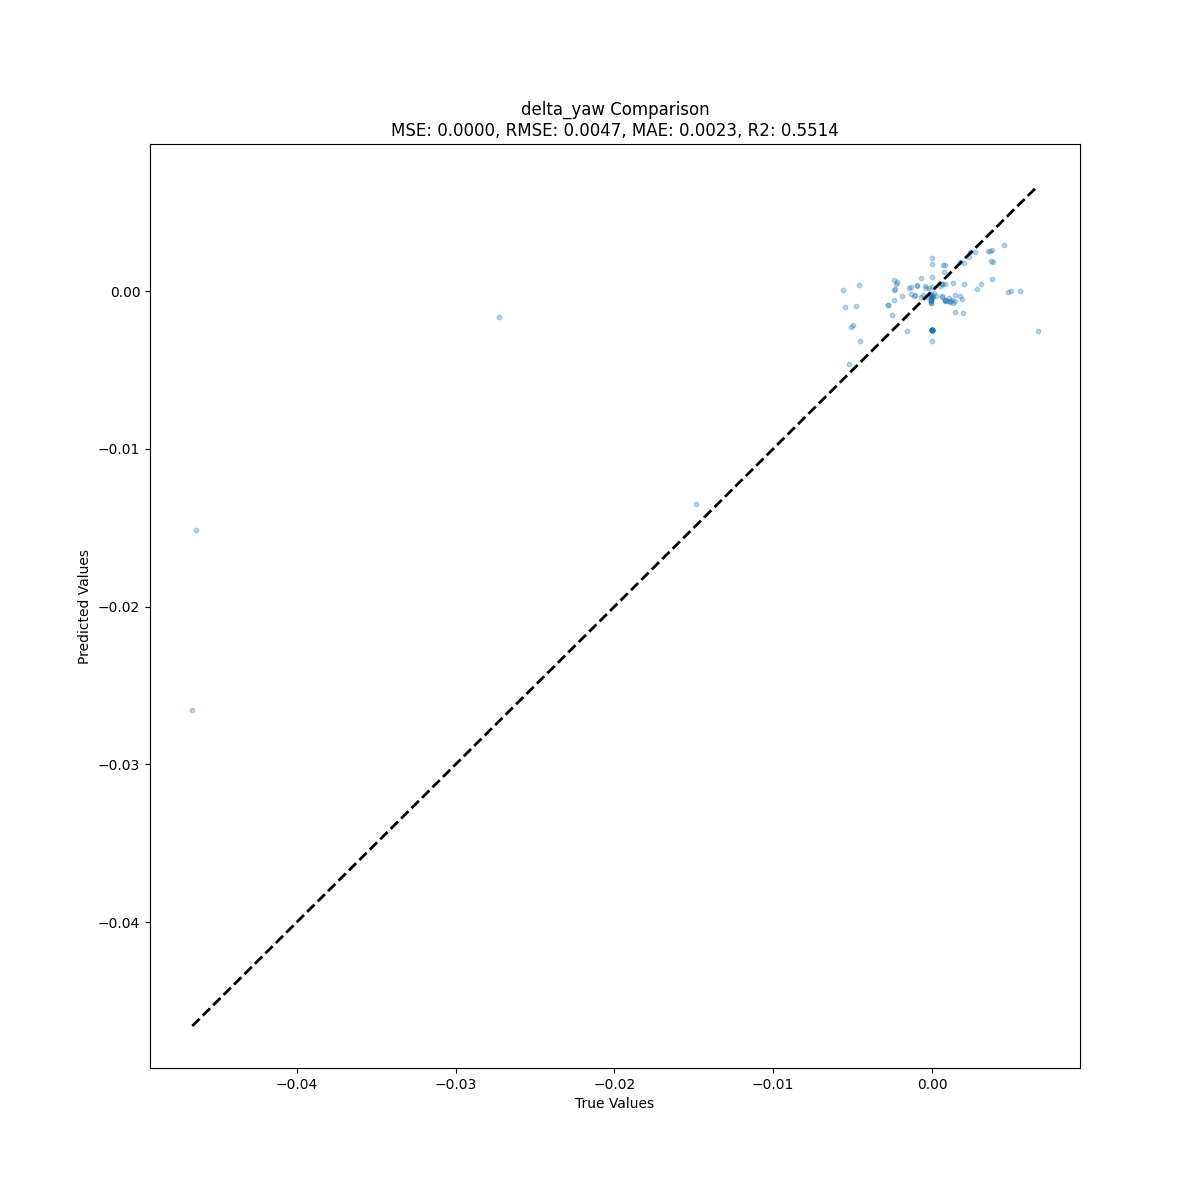 delta_yaw Comparison
MSE: 0.0000, RMSE: 0.0047, MAE: 0.0023, R2: 0.5514
Predicted Values
0.00
−0.01
−0.02
−0.03
−0.04
−0.04
−0.03
−0.02
−0.01
0.00
True Values